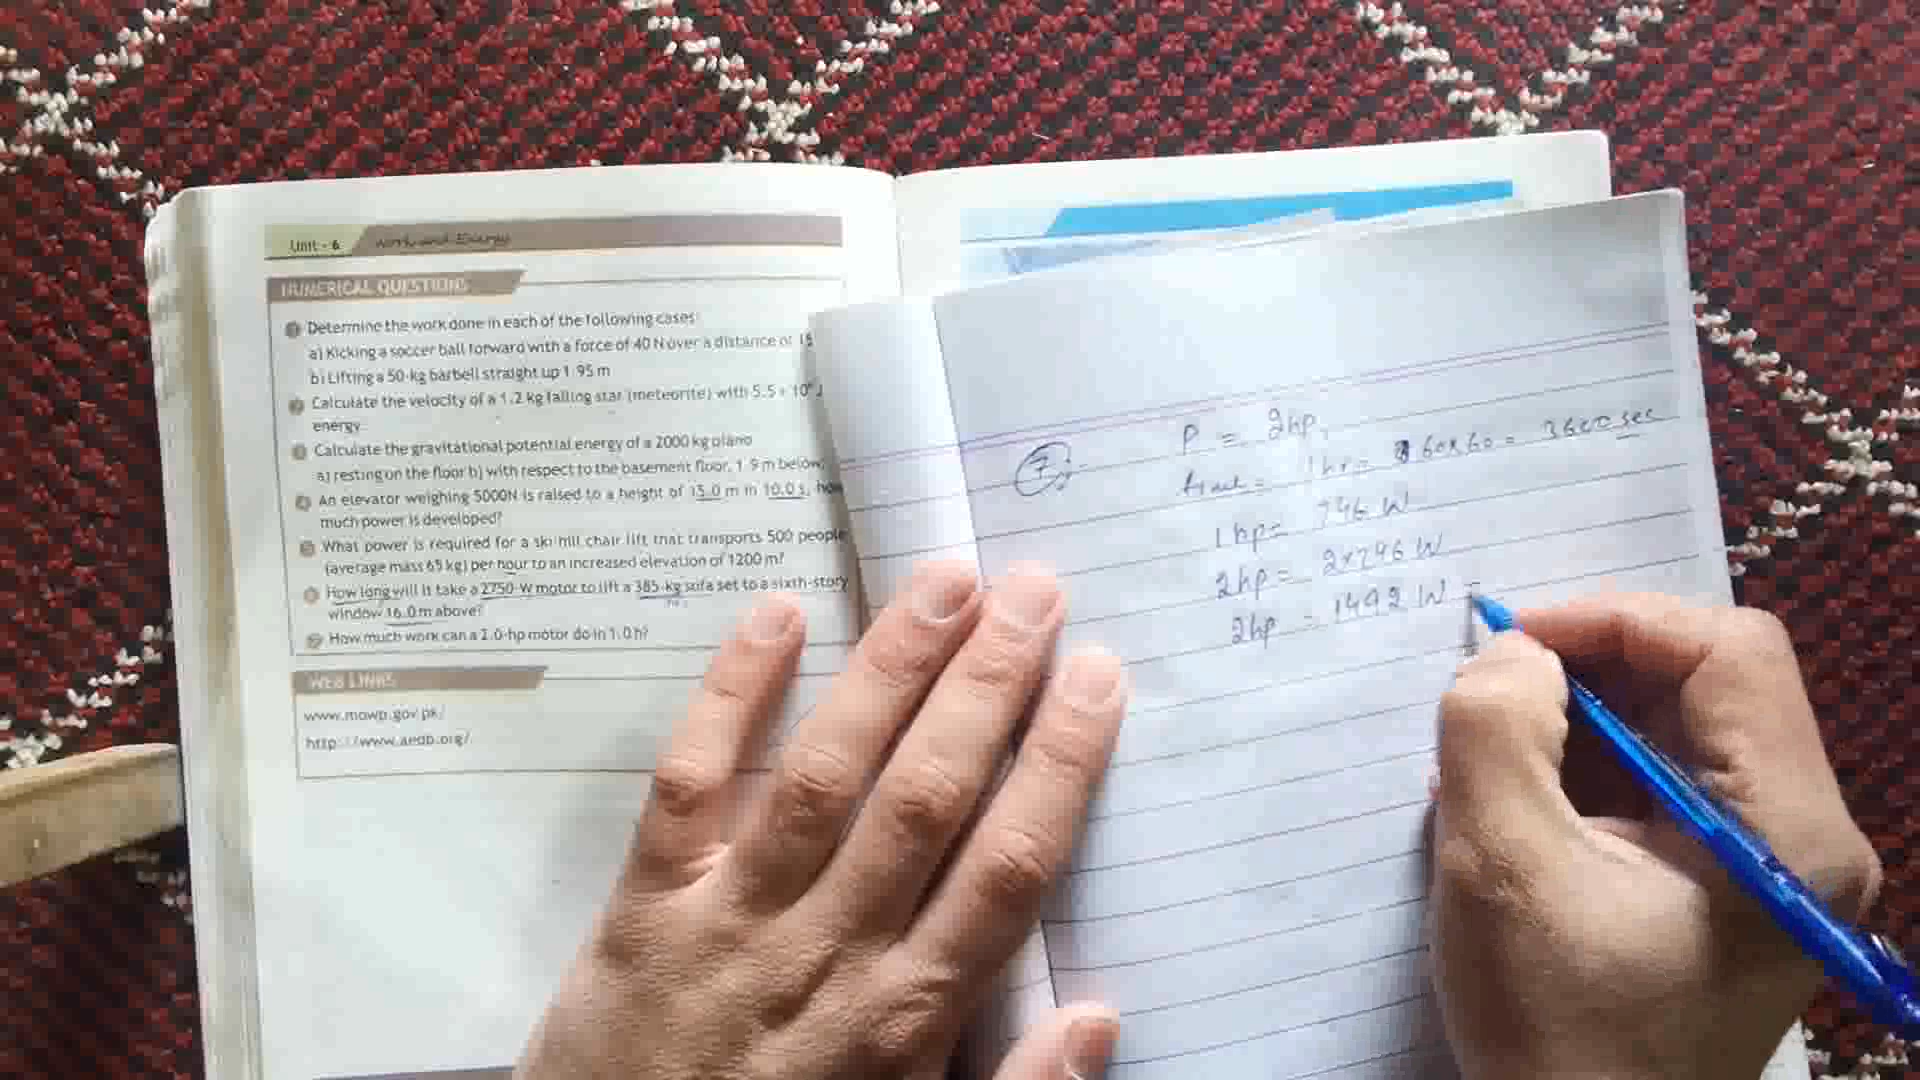 Unit - 6 Work and Energy
NUMERICAL QUESTIONS
1 Determine the work done in each of the following cases:
a) Kicking a soccer ball forward with a force of 40 N over a distance of 15
b) Lifting a 50-kg barbell straight up 1.95 m
2 Calculate the velocity of a 1.2 kg falling star (meteorite) with 5.5 × 10
energy.
3 Calculate the gravitational potential energy of a 2000 kg piano
a) resting on the floor b) with respect to the basement floor, 1.9 m below.
4 An elevator weighing 5000N is raised to a height of 15.0 m in 10.0 s, how
much power is developed?
5 What power is required for a ski-hill chair lift that transports 500 people
(average mass 65 kg) per hour to an increased elevation of 1200 m?
6 How long will it take a 2750-W motor to lift a 385-kg sofa set to a sixth-story
window 16.0 m above?
7 How much work can a 2.0-hp motor do in 1.0 h?
WEB LINKS
www.mowp.gov.pk/
http://www.aedb.org/
7:- P = 2hp,
time = 1hr = 60x60 = 3600 sec
1hp = 746 W
2hp = 2x746 W
2hp = 1492 W